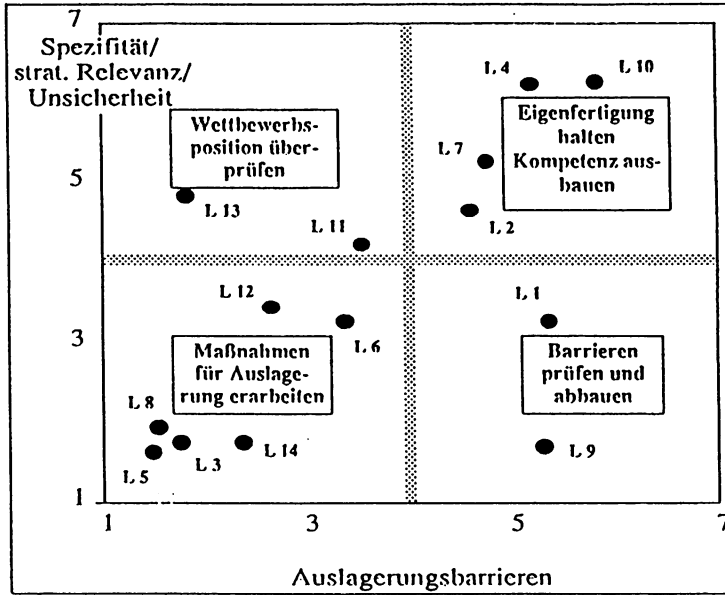 7
Spezifität/
strat. Relevanz/
Unsicherheit
L 4
L 10
Wettbewerbs-
position über-
prüfen
Eigenfertigung
halten
Kompetenz aus-
bauen
L 7
5
L 13
L 11
L 2
L 12
L 6
L 1
3
Maßnahmen
für Auslage-
rung erarbeiten
Barrieren
prüfen und
abbauen
L 8
L 5
L 3
L 14
L 9
1
1
3
5
7
Auslagerungsbarrieren